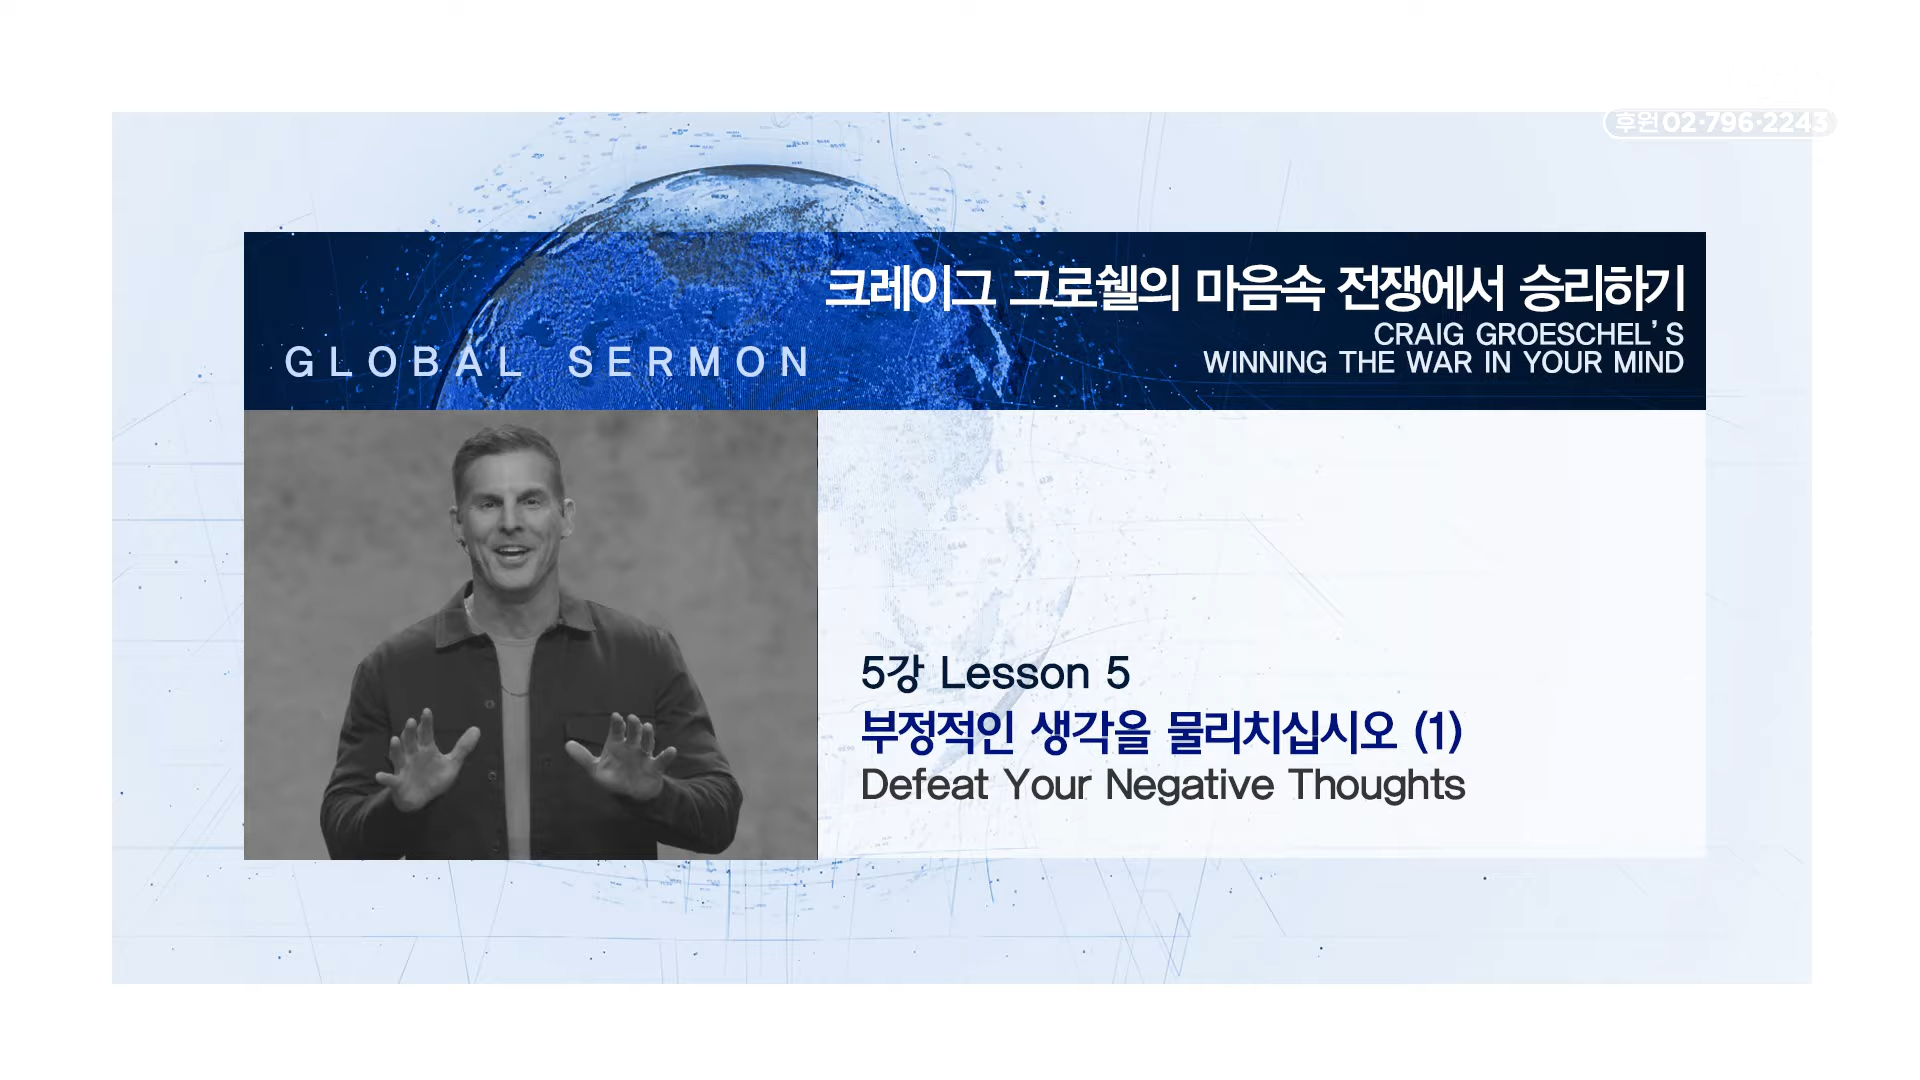 후원 02·796·2243
크레이그 그로쉘의 마음속 전쟁에서 승리하기
CRAIG GROESCHEL'S
WINNING THE WAR IN YOUR MIND
GLOBAL SERMON
5강 Lesson 5
부정적인 생각을 물리치십시오 (1)
Defeat Your Negative Thoughts